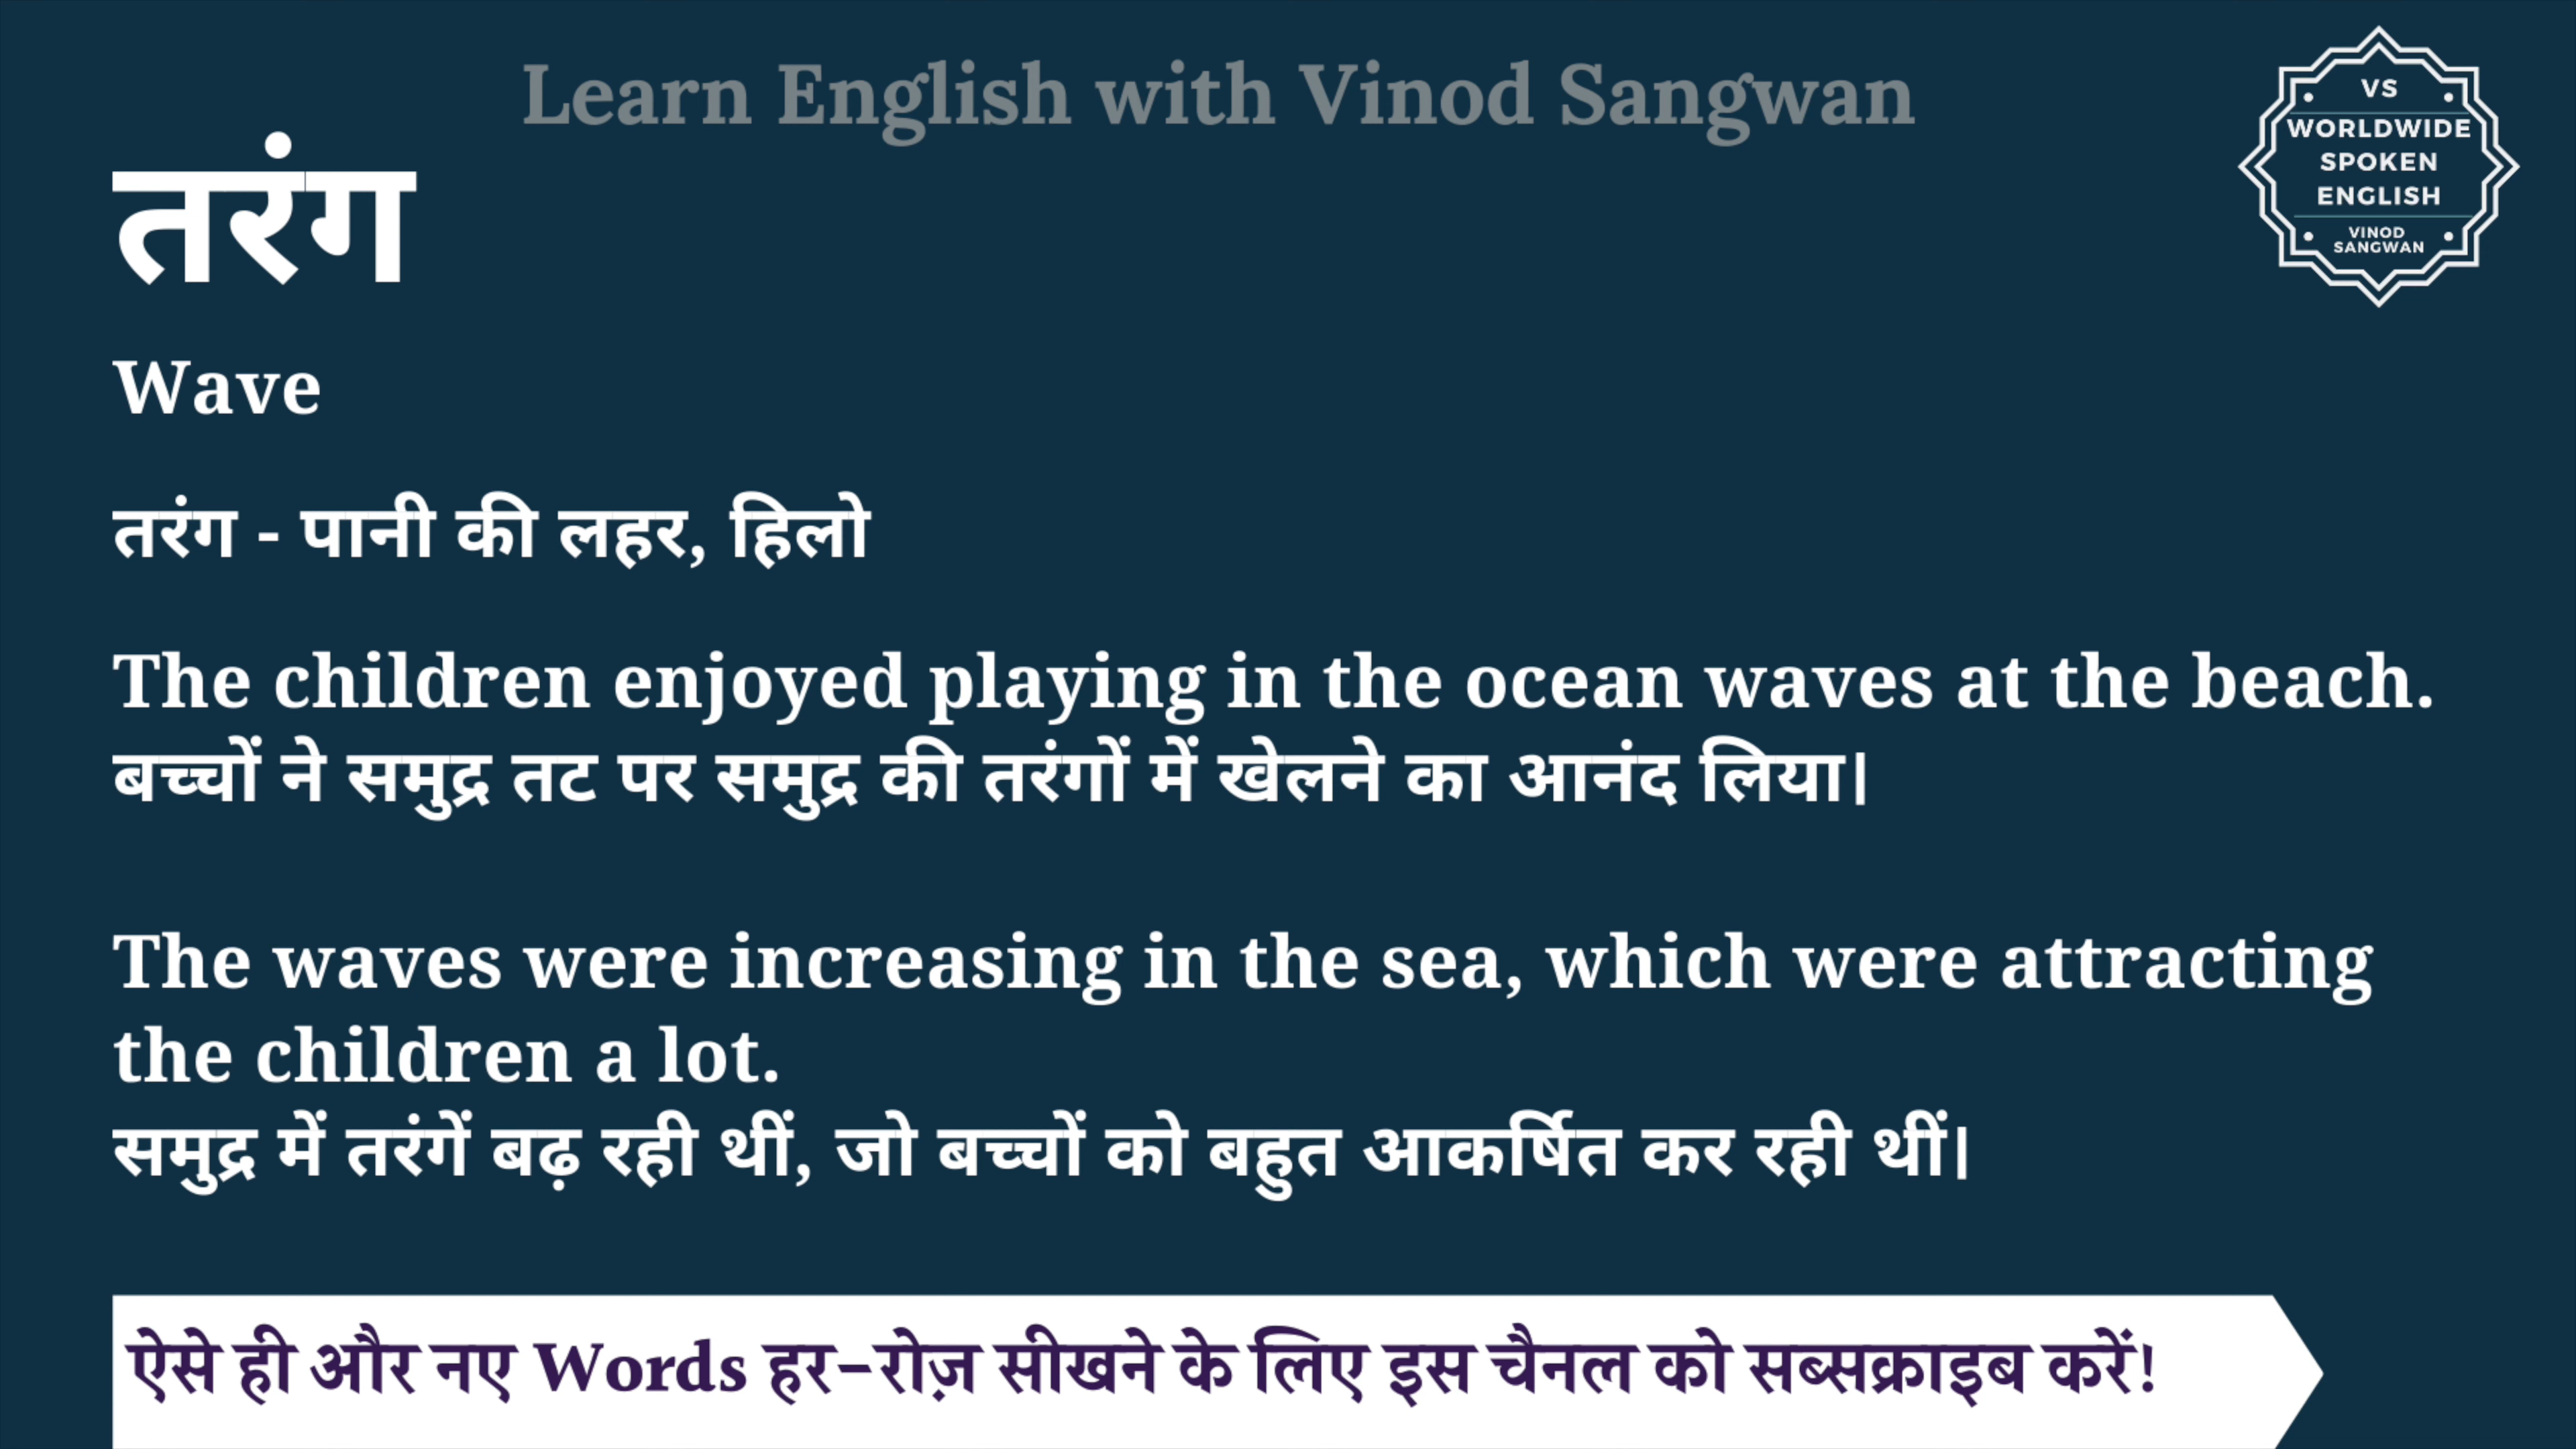 Learn English with Vinod Sangwan
VS
WORLDWIDE
SPOKEN
ENGLISH
VINOD
SANGWAN
तरंग
Wave
तरंग - पानी की लहर, हिलो
The children enjoyed playing in the ocean waves at the beach.
बच्चों ने समुद्र तट पर समुद्र की तरंगों में खेलने का आनंद लिया।
The waves were increasing in the sea, which were attracting
the children a lot.
समुद्र में तरंगें बढ़ रही थीं, जो बच्चों को बहुत आकर्षित कर रही थीं।
ऐसे ही और नए Words हर-रोज़ सीखने के लिए इस चैनल को सब्सक्राइब करें!